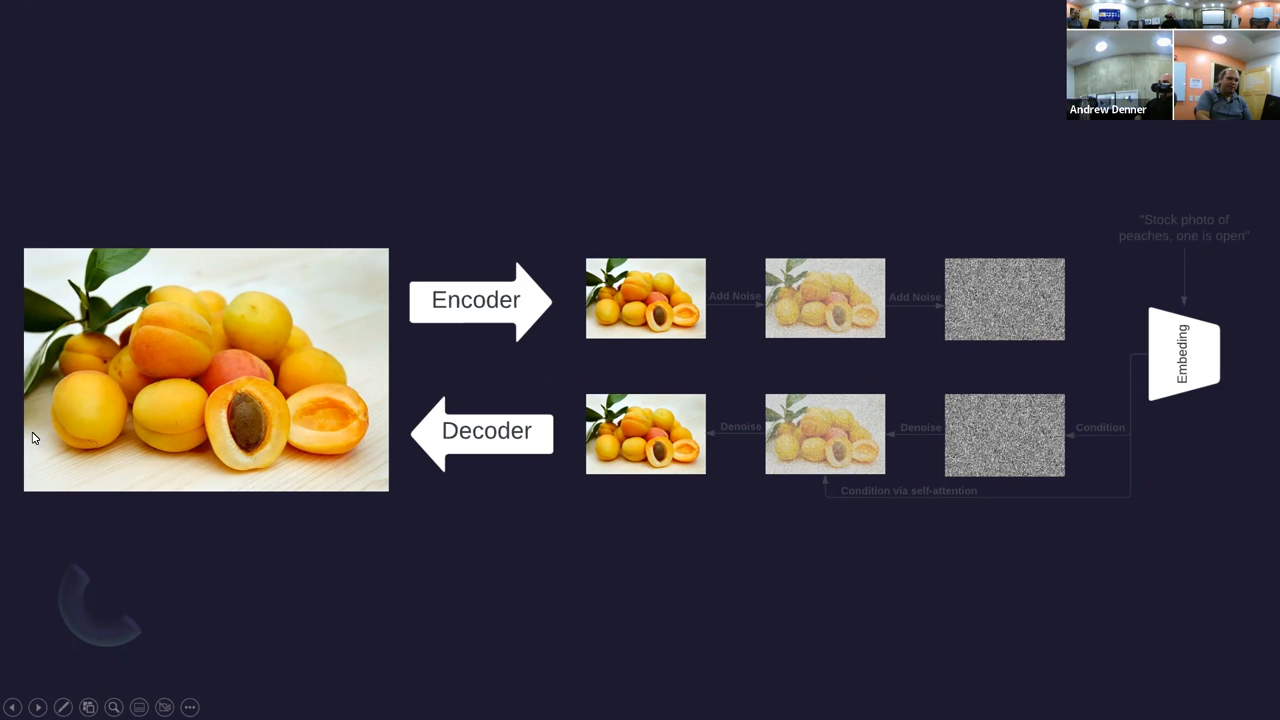 Andrew Denner
"Stock photo of
peaches, one is open"
Encoder
Add Noise
Add Noise
Embeding
Decoder
Denoise
Denoise
Condition
Condition via self-attention